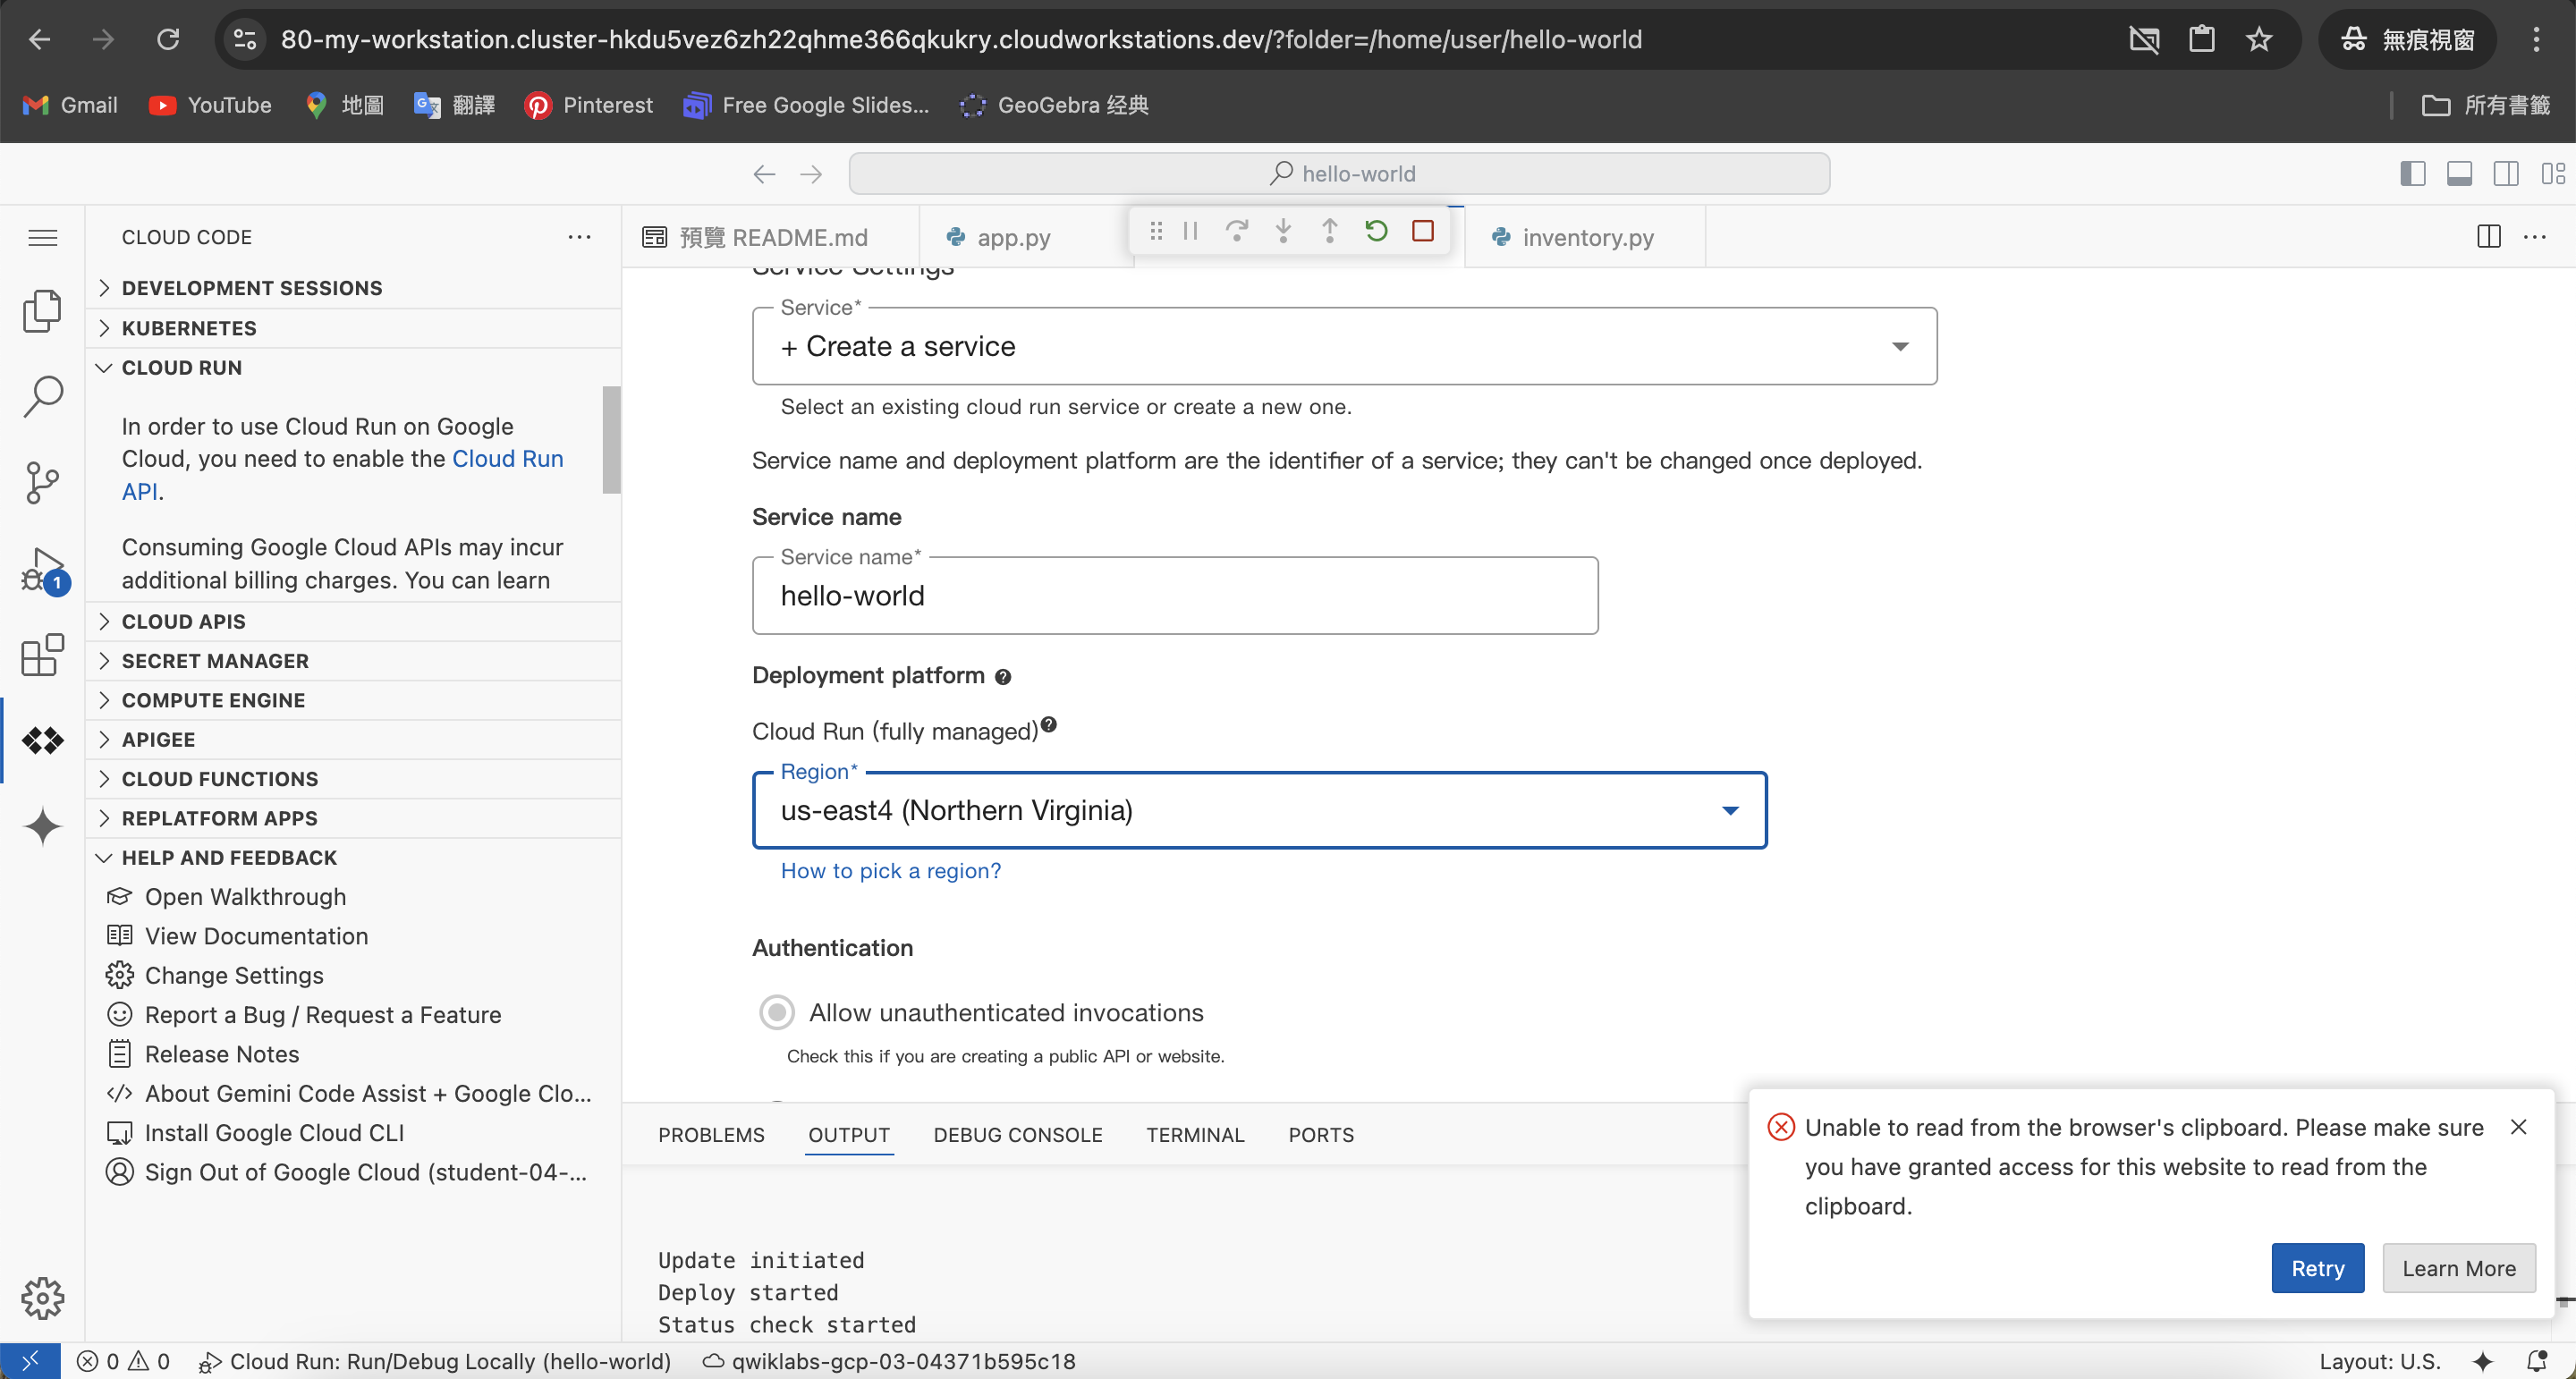 80-my-workstation.cluster-hkdu5vez6zh22qhme366qkukry.cloudworkstations.dev/?folder=/home/user/hello-world
無痕視窗
Gmail
YouTube
地圖
翻譯
Pinterest
Free Google Slides...
GeoGebra 经典
所有書籤
hello-world
CLOUD CODE
DEVELOPMENT SESSIONS
KUBERNETES
CLOUD RUN
In order to use Cloud Run on Google
Cloud, you need to enable the Cloud Run
API.
Consuming Google Cloud APIs may incur
additional billing charges. You can learn
CLOUD APIS
SECRET MANAGER
COMPUTE ENGINE
APIGEE
CLOUD FUNCTIONS
REPLATFORM APPS
HELP AND FEEDBACK
Open Walkthrough
View Documentation
Change Settings
Report a Bug / Request a Feature
Release Notes
About Gemini Code Assist + Google Clo...
Install Google Cloud CLI
Sign Out of Google Cloud (student-04-...
1
預覽 README.md
app.py
inventory.py
Service Settings
Service*
+ Create a service
Select an existing cloud run service or create a new one.
Service name and deployment platform are the identifier of a service; they can't be changed once deployed.
Service name
Service name*
hello-world
Deployment platform
Cloud Run (fully managed)
Region*
us-east4 (Northern Virginia)
How to pick a region?
Authentication
Allow unauthenticated invocations
Check this if you are creating a public API or website.
PROBLEMS
OUTPUT
DEBUG CONSOLE
TERMINAL
PORTS
Update initiated
Deploy started
Status check started
Unable to read from the browser's clipboard. Please make sure
you have granted access for this website to read from the
clipboard.
Retry
Learn More
0
0
Cloud Run: Run/Debug Locally (hello-world)
qwiklabs-gcp-03-04371b595c18
Layout: U.S.